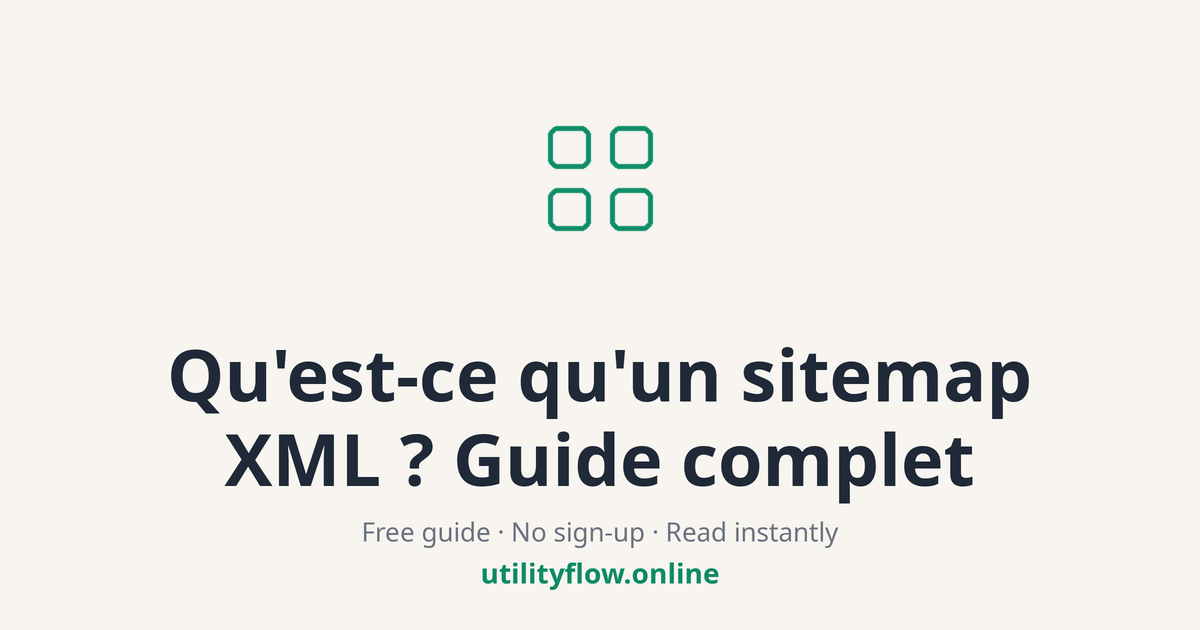 Qu'est-ce qu'un sitemap
XML ? Guide complet
Free guide · No sign-up · Read instantly
utilityflow.online